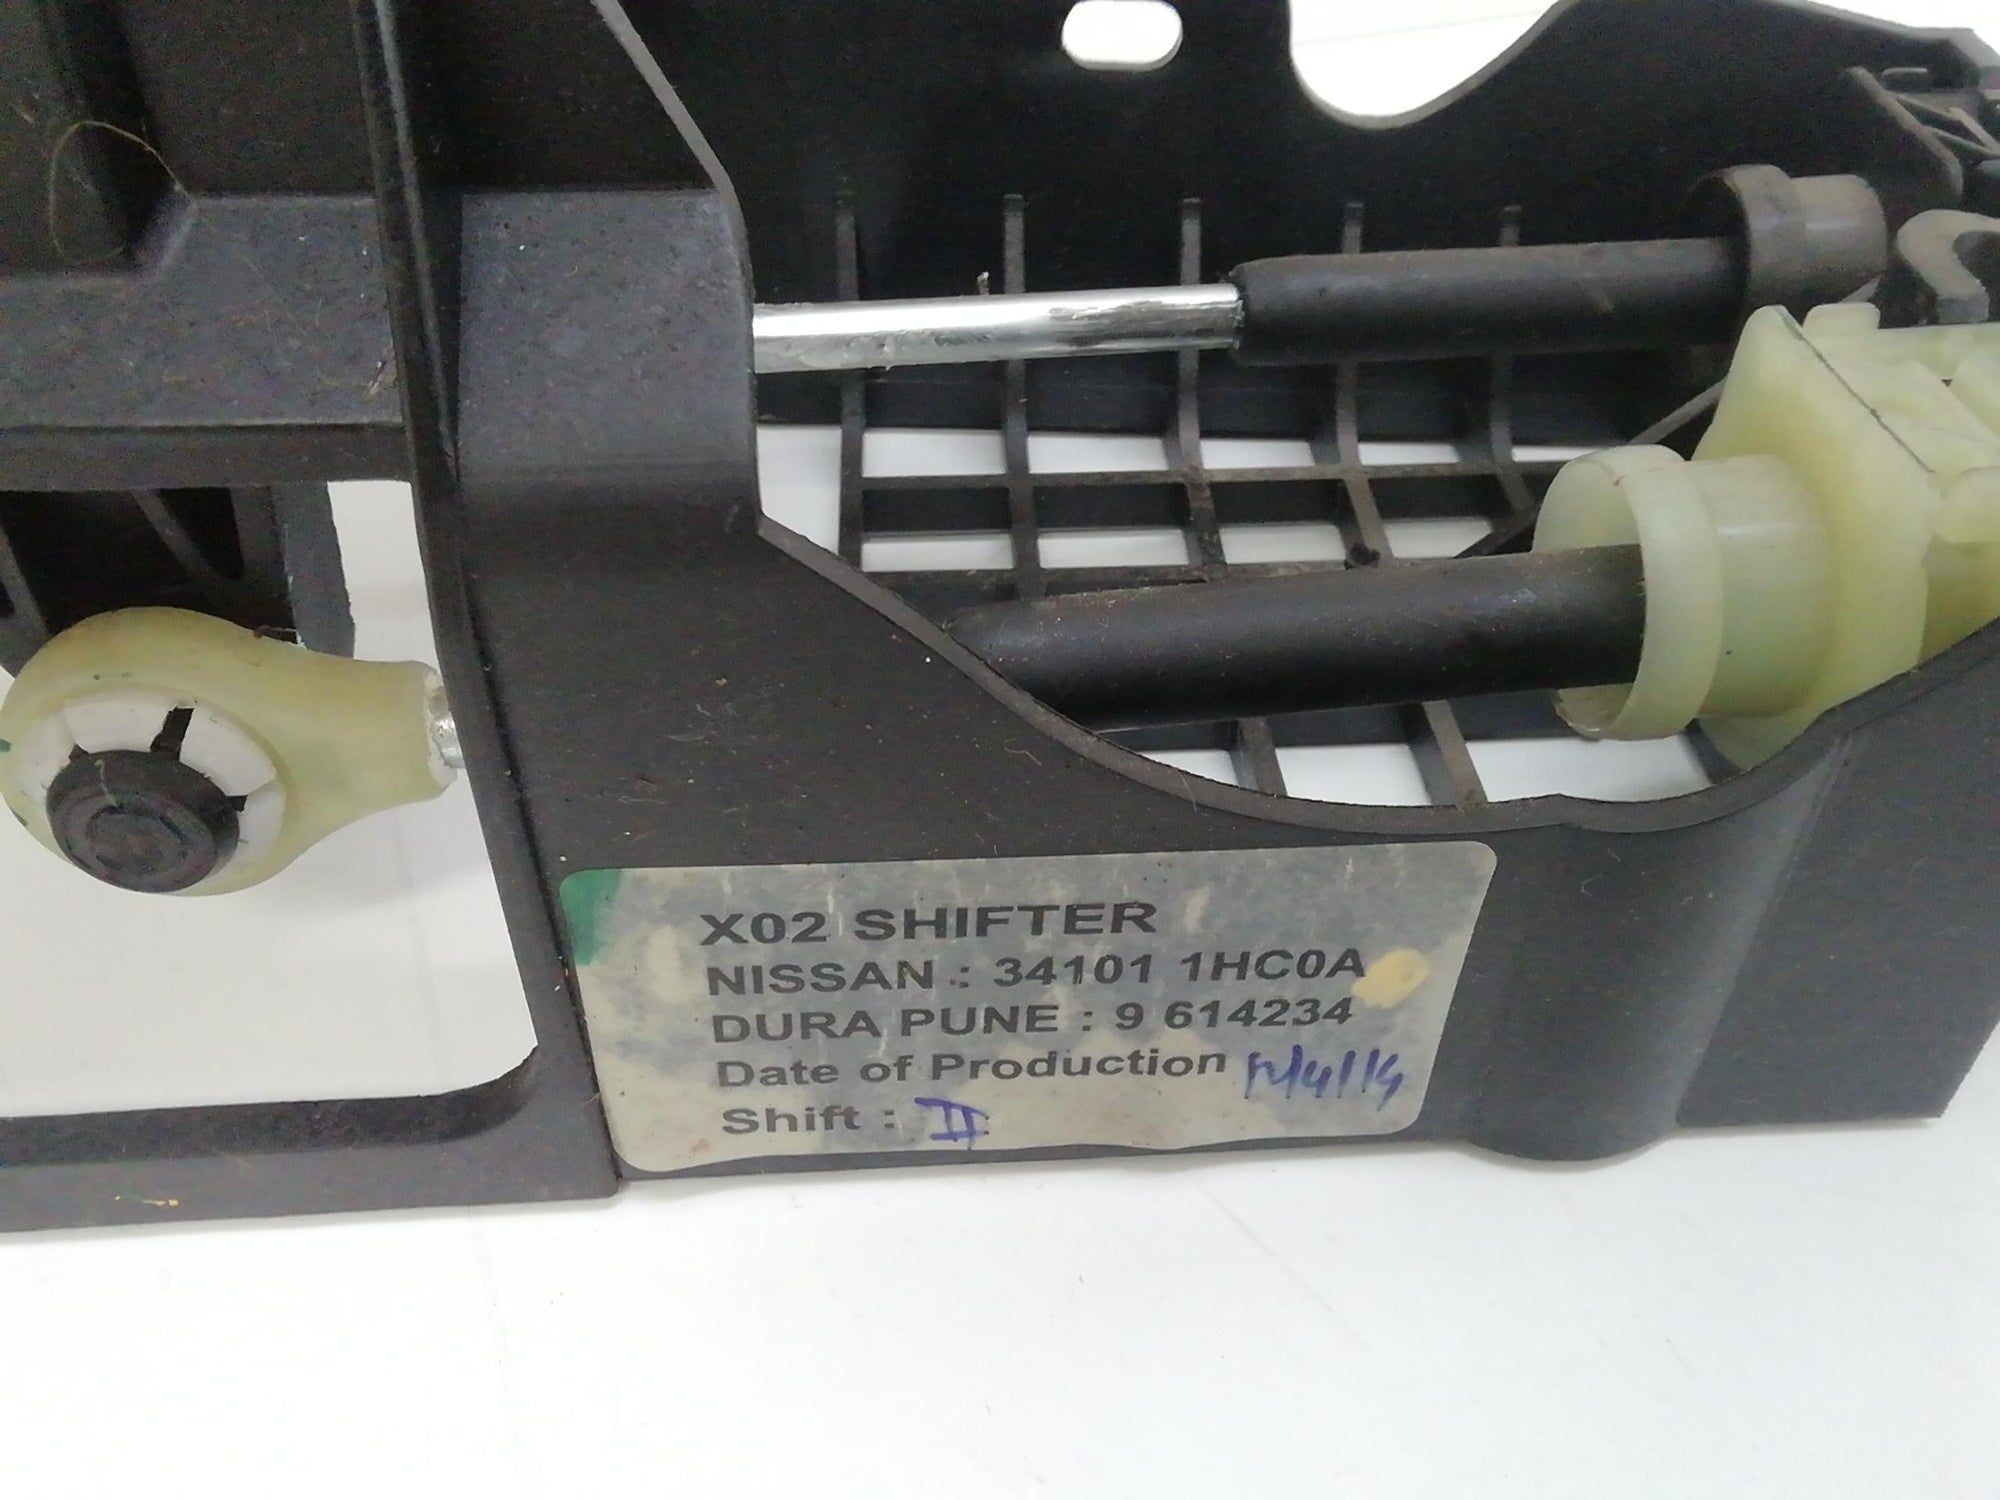 X02 SHIFTER
NISSAN : 34101 1HC0A
DURA PUNE : 9 614234
Date of Production
Shift : II